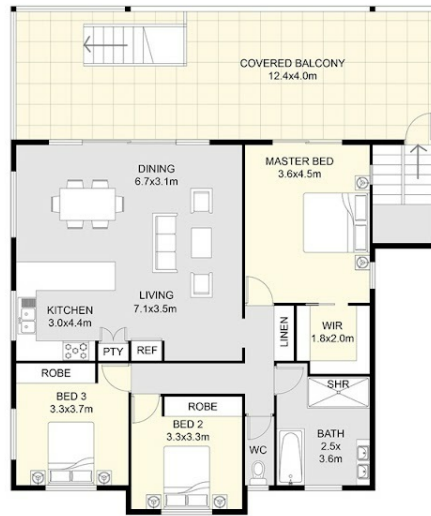 COVERED BALCONY
12.4x4.0m
DINING
6.7x3.1m
MASTER BED
3.6x4.5m
KITCHEN
3.0x4.4m
LIVING
7.1x3.5m
LINEN
WIR
1.8x2.0m
PTY
REF
ROBE
BED 3
3.3x3.7m
ROBE
BED 2
3.3x3.3m
WC
SHR
BATH
2.5x
3.6m